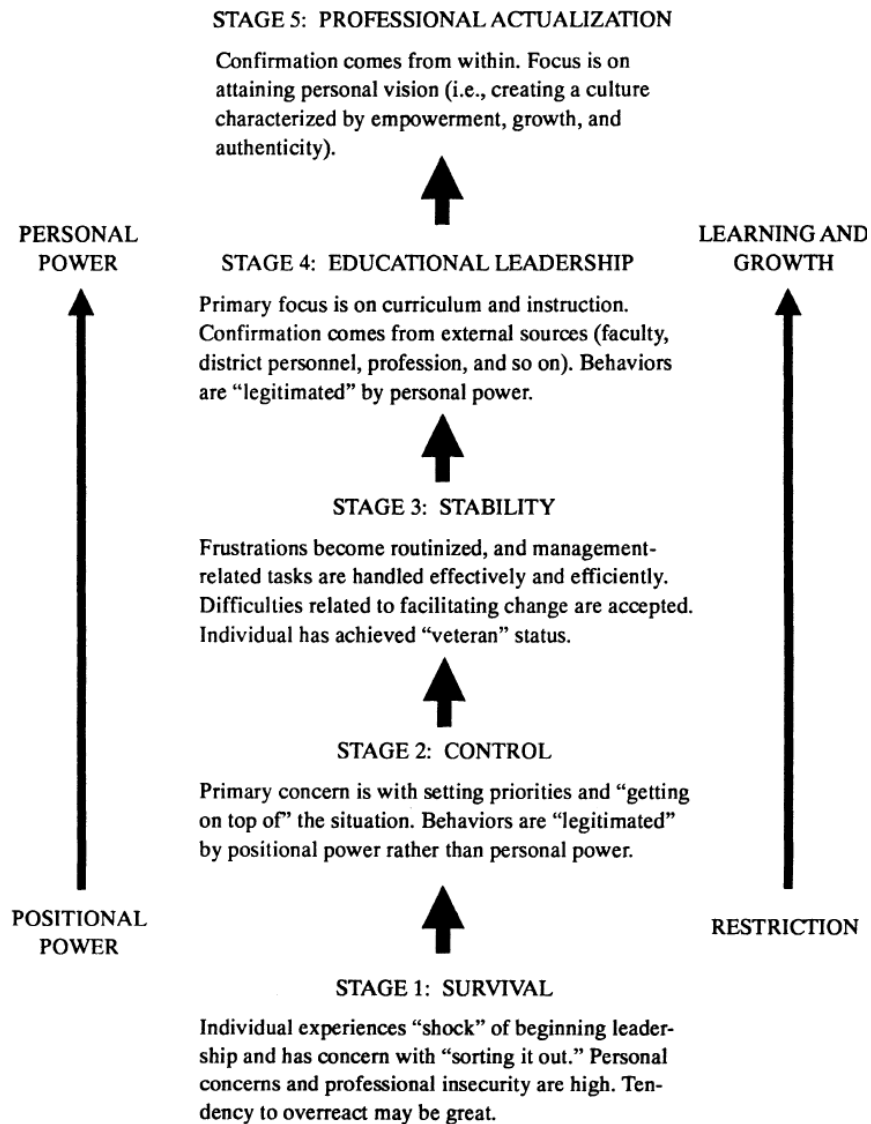 STAGE 5: PROFESSIONAL ACTUALIZATION
Confirmation comes from within. Focus is on
attaining personal vision (i.e., creating a culture
characterized by empowerment, growth, and
authenticity).
PERSONAL
POWER
LEARNING AND
GROWTH
STAGE 4: EDUCATIONAL LEADERSHIP
Primary focus is on curriculum and instruction.
Confirmation comes from external sources (faculty,
district personnel, profession, and so on). Behaviors
are “legitimated” by personal power.
STAGE 3: STABILITY
Frustrations become routinized, and management-
related tasks are handled effectively and efficiently.
Difficulties related to facilitating change are accepted.
Individual has achieved “veteran” status.
STAGE 2: CONTROL
Primary concern is with setting priorities and “getting
on top of” the situation. Behaviors are “legitimated”
by positional power rather than personal power.
POSITIONAL
POWER
RESTRICTION
STAGE 1: SURVIVAL
Individual experiences “shock” of beginning leader-
ship and has concern with “sorting it out.” Personal
concerns and professional insecurity are high. Ten-
dency to overreact may be great.